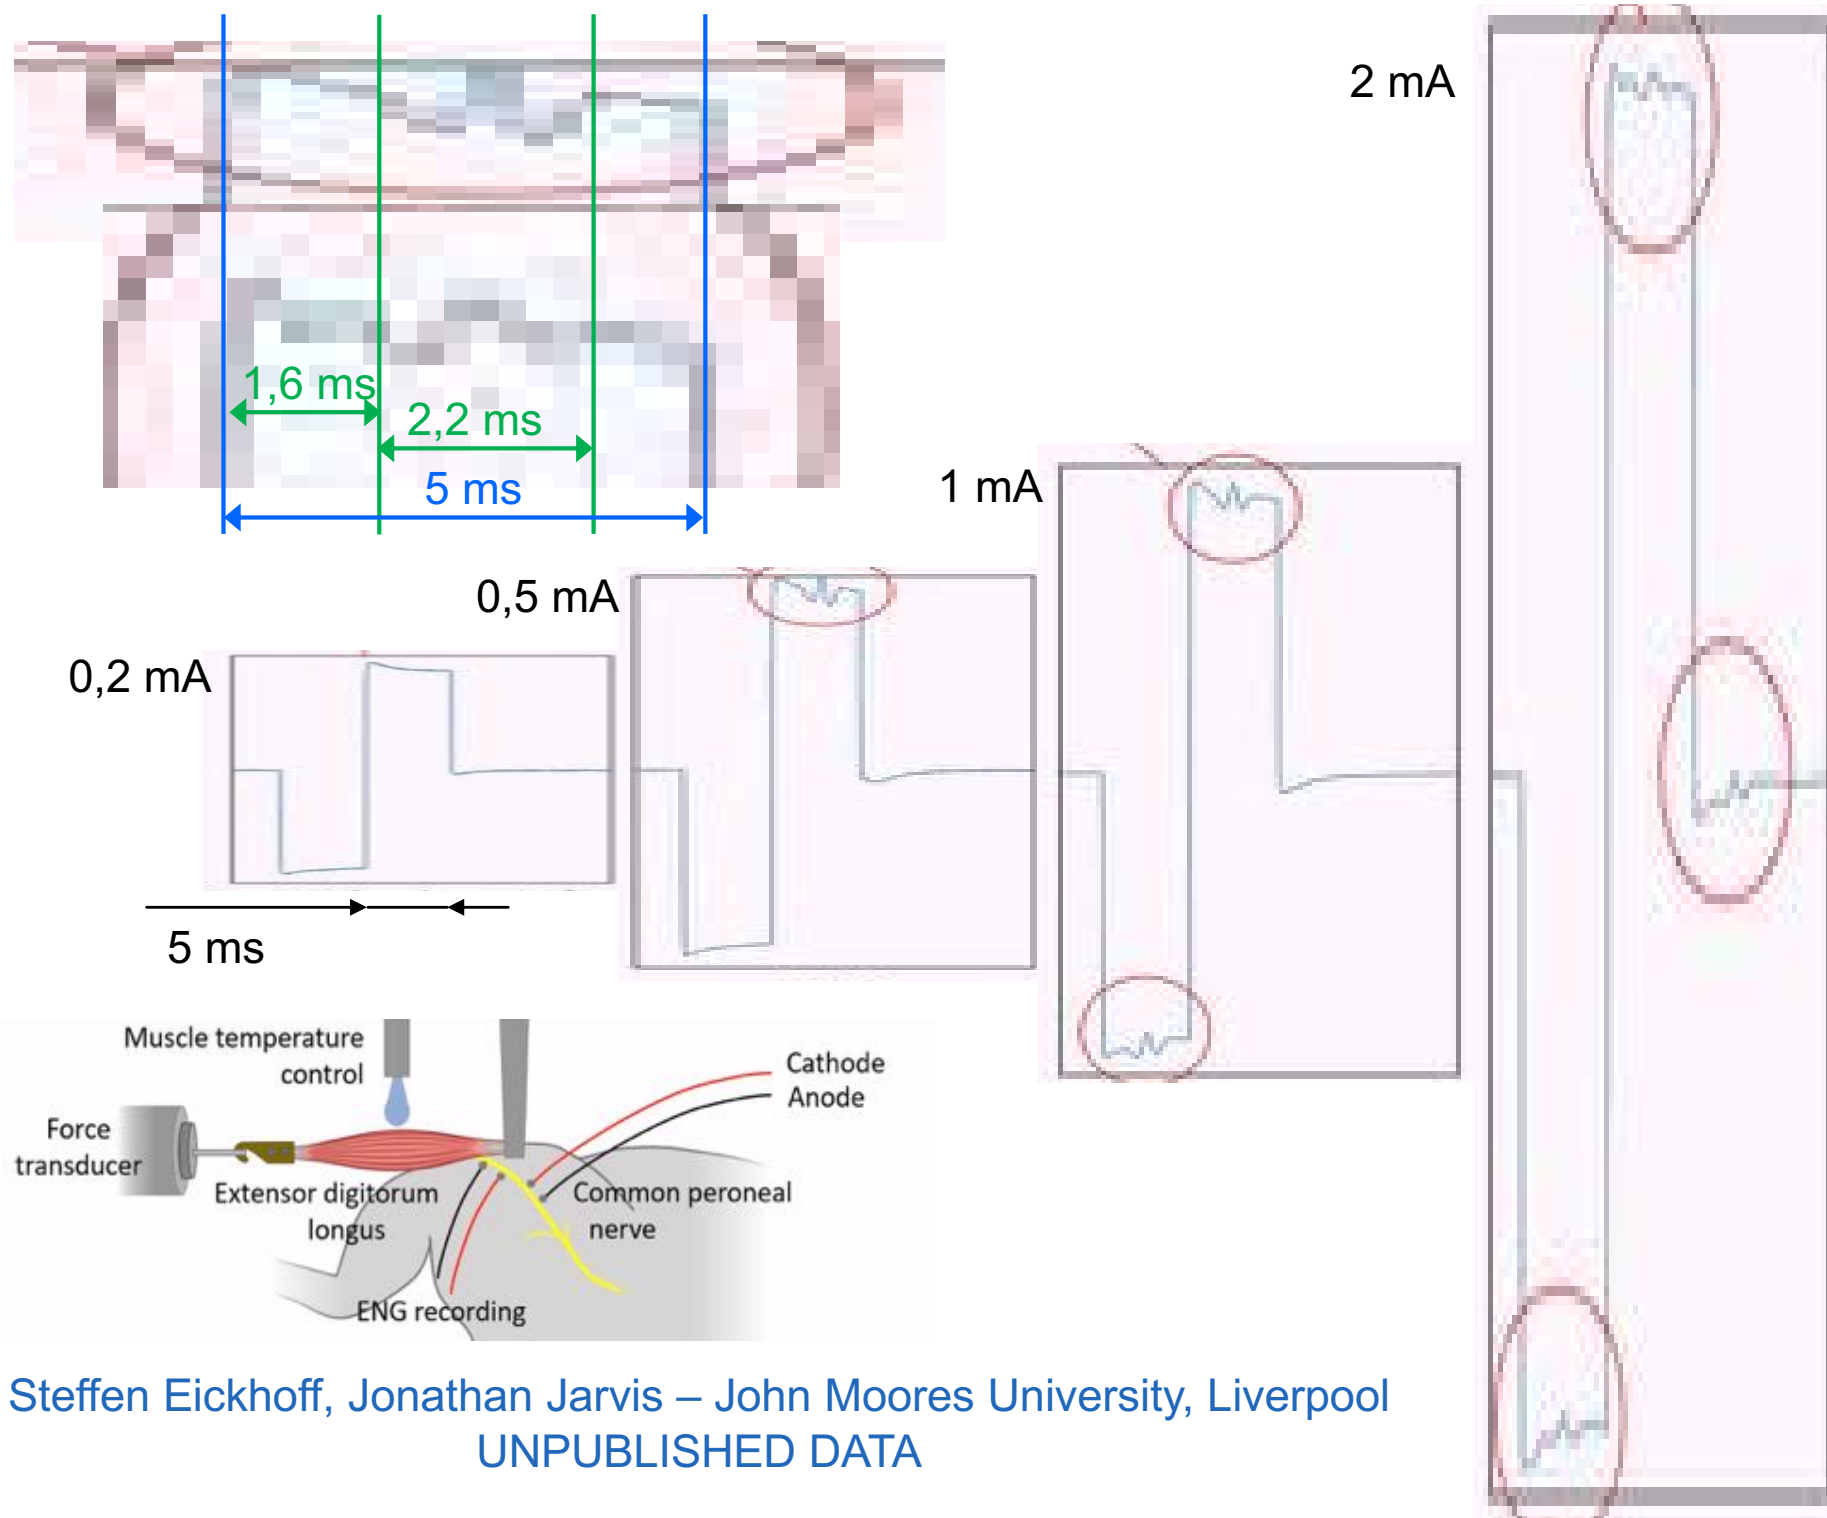 2 mA
1,6 ms
2,2 ms
5 ms
1 mA
0,5 mA
0,2 mA
5 ms
Muscle temperature
control
Cathode
Anode
Force
transducer
Extensor digitorum
longus
Common peroneal
nerve
ENG recording
Steffen Eickhoff, Jonathan Jarvis – John Moores University, Liverpool
UNPUBLISHED DATA